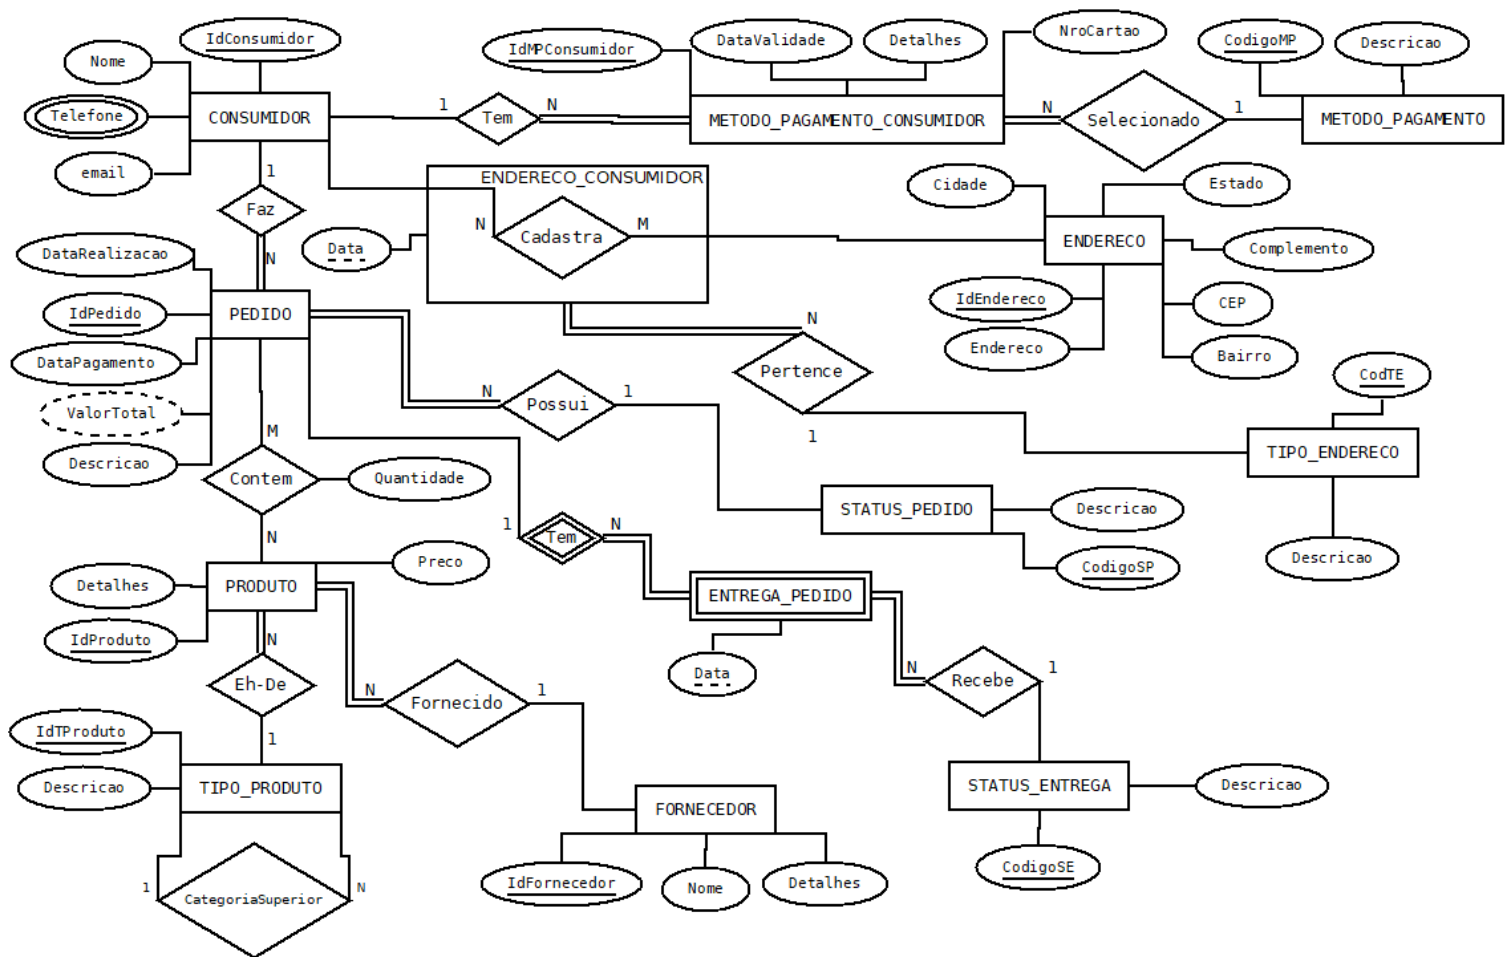 IdConsumidor
Nome
Telefone
email
CONSUMIDOR
1
Tem
N
IdMPConsumidor
DataValidade
Detalhes
NroCartao
METODO_PAGAMENTO_CONSUMIDOR
N
Selecionado
1
CodigoMP
Descricao
METODO_PAGAMENTO
1
Faz
N
ENDERECO_CONSUMIDOR
N
Cadastra
M
Data
Cidade
Estado
ENDERECO
Complemento
IdEndereco
CEP
Endereco
Bairro
DataRealizacao
IdPedido
PEDIDO
DataPagamento
ValorTotal
Descricao
N
Pertence
1
CodTE
TIPO_ENDERECO
Descricao
N
Possui
1
STATUS_PEDIDO
Descricao
CodigoSP
M
Contem
Quantidade
N
1
Tem
N
ENTREGA_PEDIDO
Data
Preco
Detalhes
PRODUTO
IdProduto
N
Eh-De
1
N
Fornecido
1
N
Recebe
1
IdTProduto
Descricao
TIPO_PRODUTO
1
CategoriaSuperior
N
FORNECEDOR
IdFornecedor
Nome
Detalhes
STATUS_ENTREGA
Descricao
CodigoSE